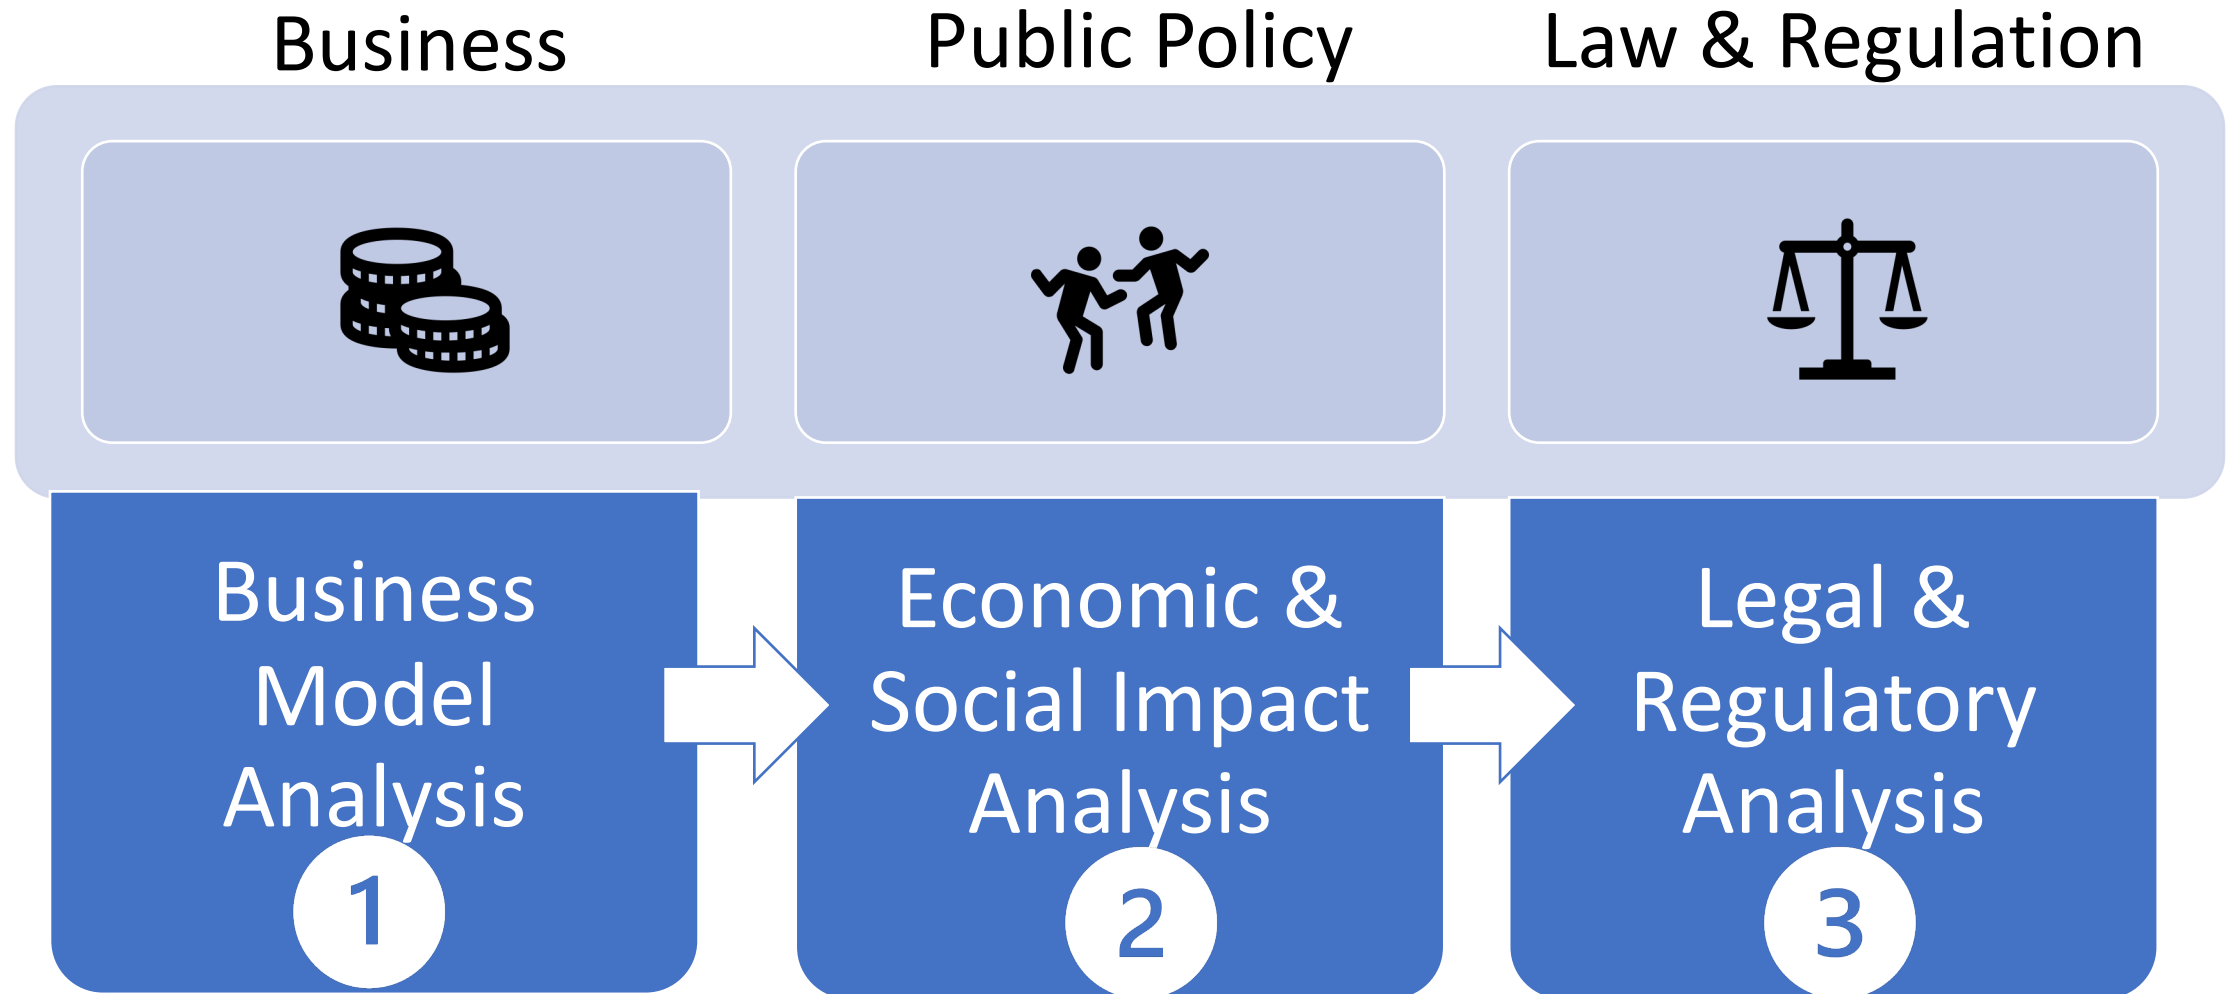 Business
Public Policy
Law & Regulation
Business
Model
Analysis
1
Economic &
Social Impact
Analysis
2
Legal &
Regulatory
Analysis
3